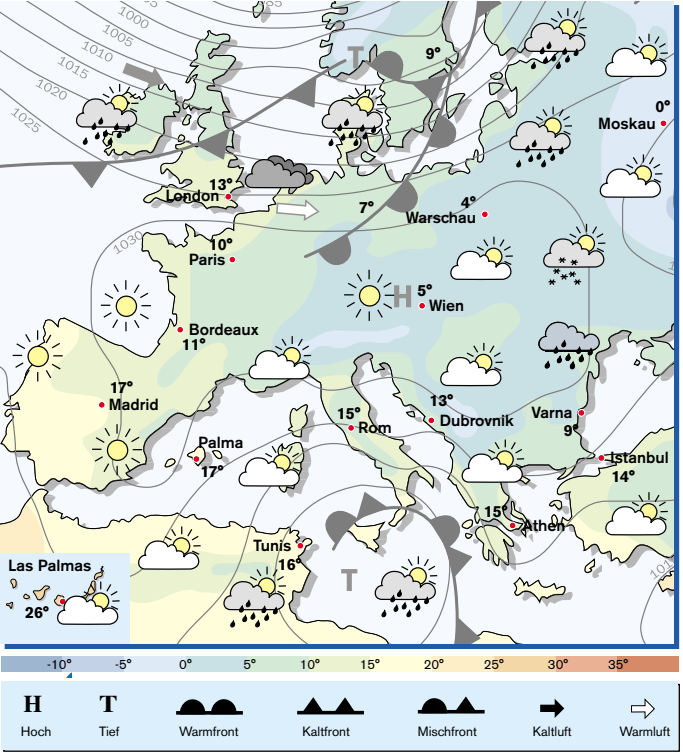 1000
1005
1010
1015
1020
1025
T
9°
0°
Moskau
13°
London
7°
4°
Warschau
1030
10°
Paris
H
5°
Wien
Bordeaux
11°
17°
Madrid
13°
Dubrovnik
15°
Rom
Varna
9°
Palma
17°
Istanbul
14°
15°
Athen
Tunis
16°
T
Las Palmas
26°
-10° -5° 0° 5° 10° 15° 20° 25° 30° 35°
H T
Hoch Tief Warmfront Kaltfront Mischfront Kaltluft Warmluft